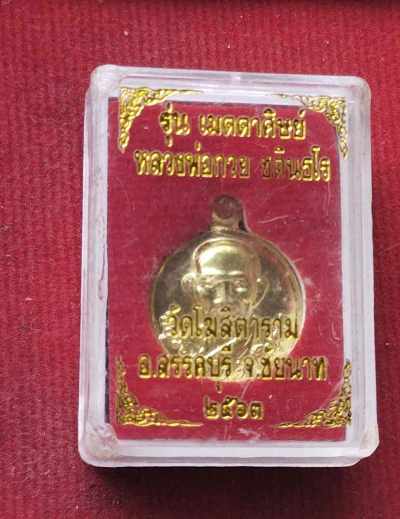 รุ่น เมตตาศิษย์
หลวงพ่อกวย ชุตินธโร
วัดโฆสิตาราม
อ.สรรคบุรี จ.ชัยนาท
๒๕๖๓